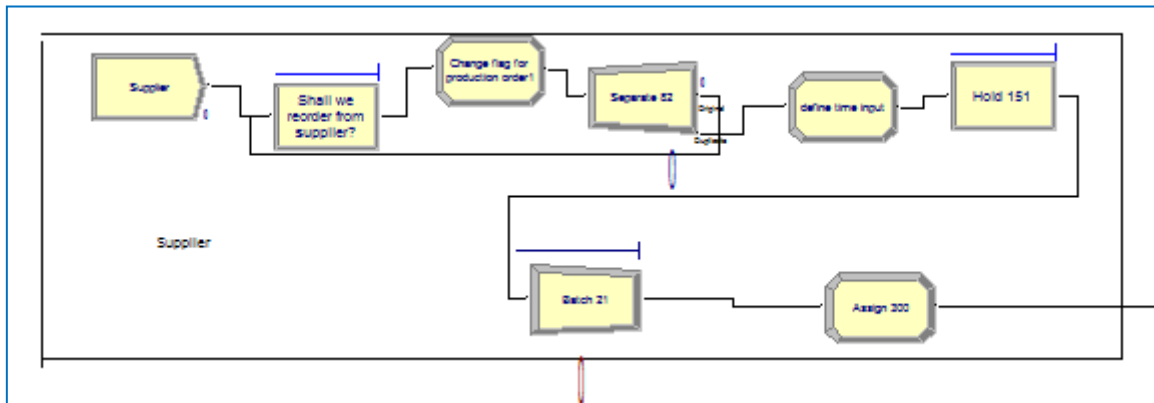 Supplier
0
Shall we
reorder from
supplier?
Change flag for
production order1
Separate 82
0
Original
Duplicate
define time input
Hold 151
Supplier
Batch 21
Assign 300